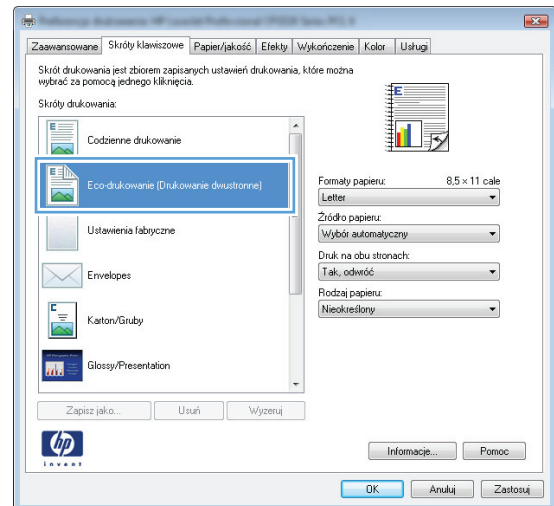 Zaawansowane Skróty klawiszowe Papier/jakość Efekty Wykończenie Kolor Usługi
Skrót drukowania jest zbiorem zapisanych ustawień drukowania, które można
wybrać za pomocą jednego kliknięcia.
Skróty drukowania:
Codzienne drukowanie
Eco-drukowanie (Drukowanie dwustronne)
Ustawienia fabryczne
Envelopes
Karton/Gruby
Glossy/Presentation
Zapisz jako... Usuń Wyzeruj
E
Formaty papieru: 8,5 × 11 cale
Letter
Źródło papieru:
Wybór automatyczny
Druk na obu stronach:
Tak, odwróć
Rodzaj papieru:
Nieokreślony
hp
invent
Informacje... Pomoc
OK Anuluj Zastosuj